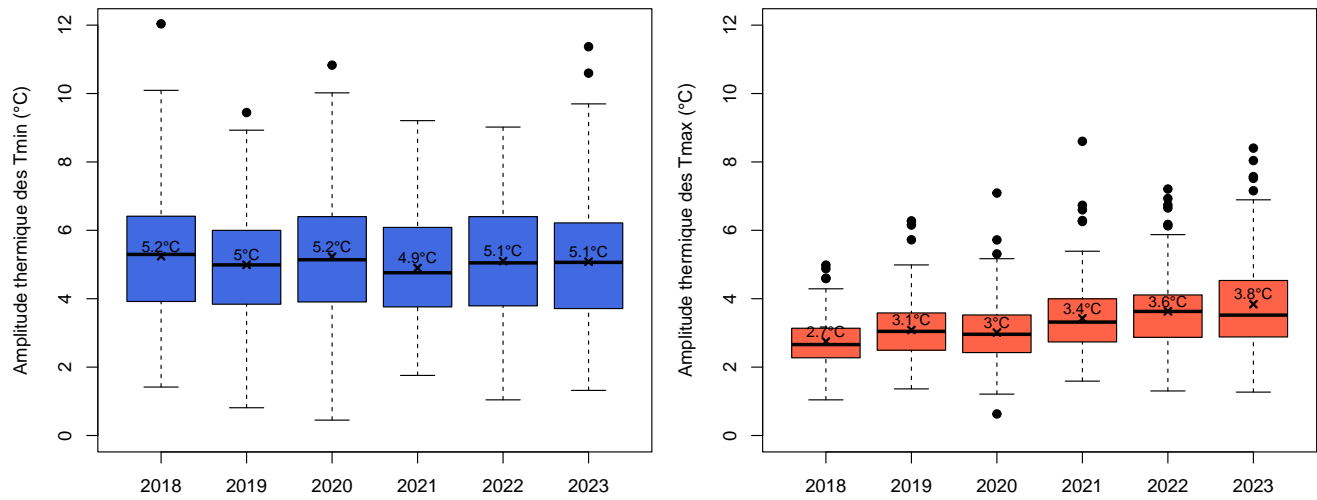 Amplitude thermique des Tmin (°C)
12
10
8
6
4
2
0
5.2°C
5°C
5.2°C
4.9°C
5.1°C
5.1°C
2018
2019
2020
2021
2022
2023
Amplitude thermique des Tmax (°C)
12
10
8
6
4
2
0
2.7°C
3.1°C
3°C
3.4°C
3.6°C
3.8°C
2018
2019
2020
2021
2022
2023